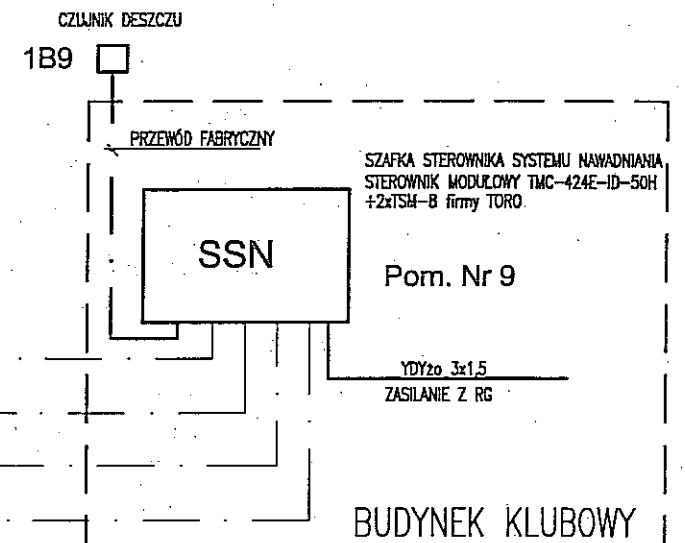 CZUJNIK DESZCZU
1B9
PRZEWÓD FABRYCZNY
SZAFKA STEROWNIKA SYSTEMU NAWADNIANIA
STEROWNIK MODUŁOWY TMC-424E-ID-50H
+2xTSM-8 firmy TORO
SSN
Pom. Nr 9
YDYżo 3x1,5
ZASILANIE Z RG
BUDYNEK KLUBOWY